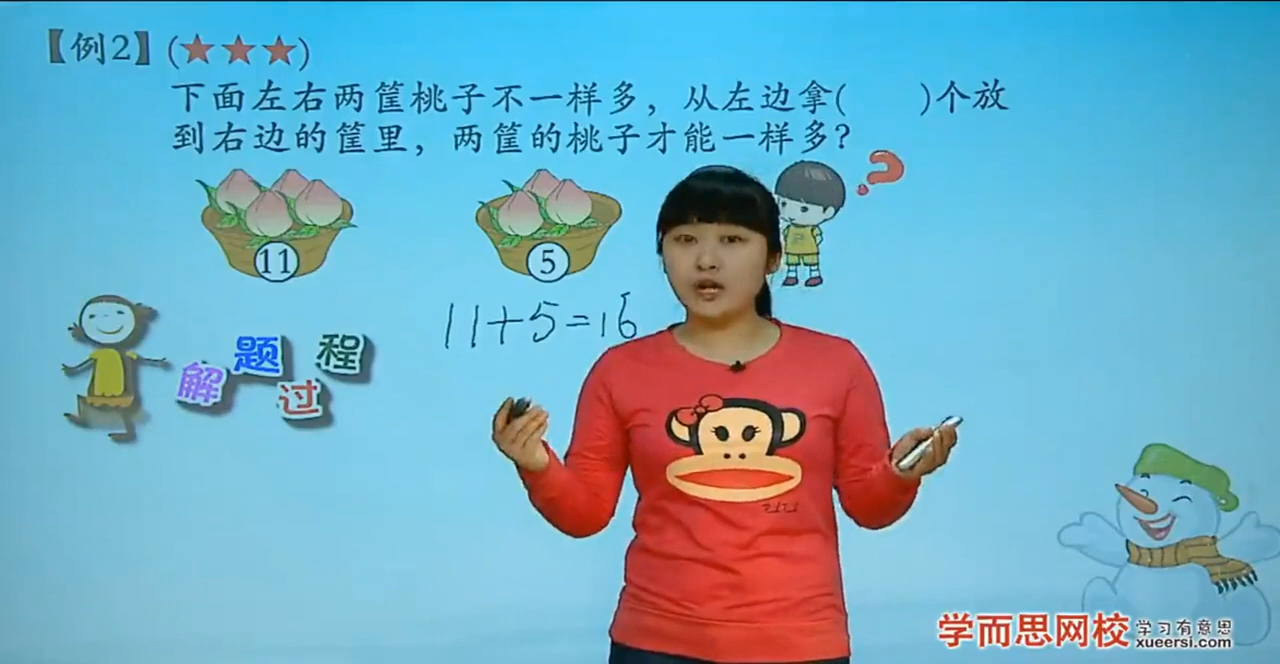 【例2】(★★★)
下面左右两筐桃子不一样多，从左边拿(　　)个放
到右边的筐里，两筐的桃子才能一样多？
11
5
11+5=16
解题过程
学而思网校 学习有意思
xueersi.com